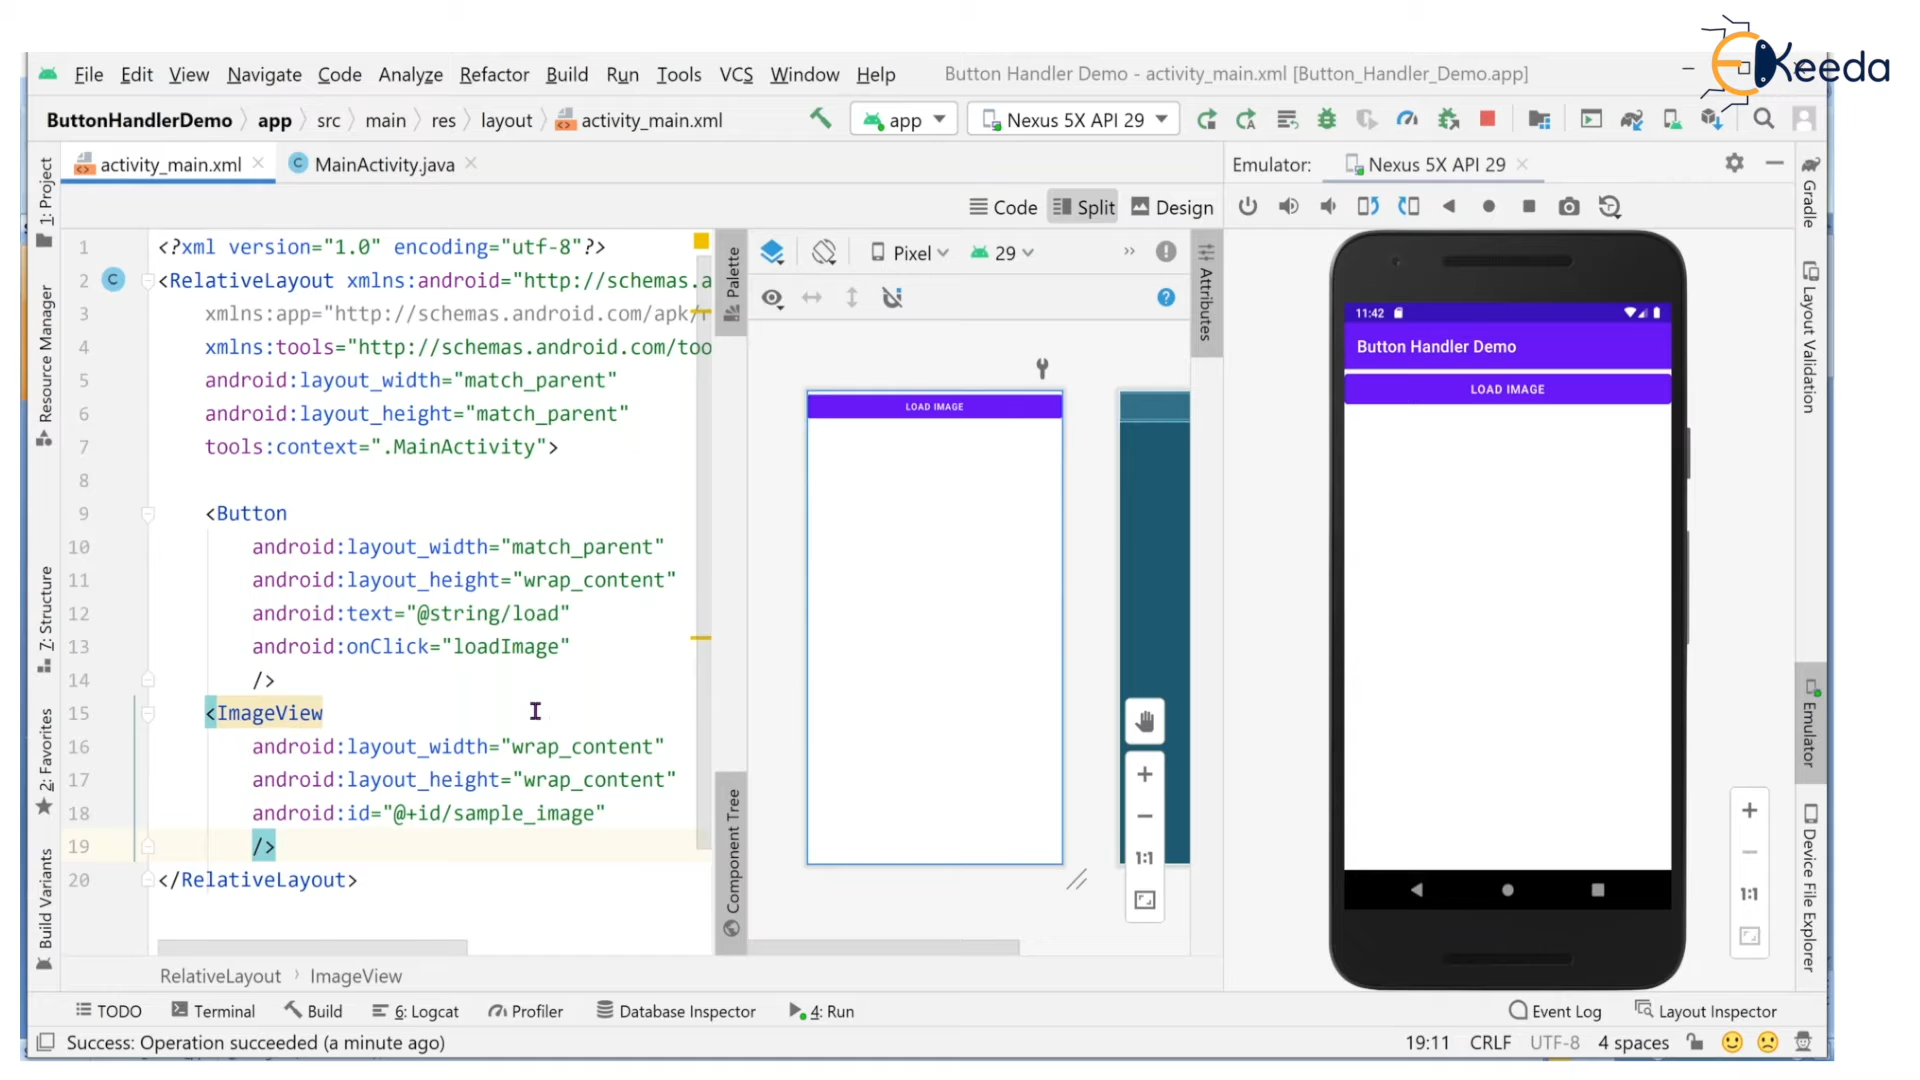 EKeeda
File Edit View Navigate Code Analyze Refactor Build Run Tools VCS Window Help Button Handler Demo - activity_main.xml [Button_Handler_Demo.app]
ButtonHandlerDemo app src main res layout activity_main.xml app Nexus 5X API 29
activity_main.xml MainActivity.java Emulator: Nexus 5X API 29
Code Split Design
Pixel 29
1 <?xml version="1.0" encoding="utf-8"?>
2 <RelativeLayout xmlns:android="http://schemas.a
3 xmlns:app="http://schemas.android.com/apk/r
4 xmlns:tools="http://schemas.android.com/too
5 android:layout_width="match_parent"
6 android:layout_height="match_parent"
7 tools:context=".MainActivity">
8
9 <Button
10 android:layout_width="match_parent"
11 android:layout_height="wrap_content"
12 android:text="@string/load"
13 android:onClick="loadImage"
14 />
15 <ImageView
16 android:layout_width="wrap_content"
17 android:layout_height="wrap_content"
18 android:id="@+id/sample_image"
19 />
20 </RelativeLayout>
1: Project
Resource Manager
7: Structure
2: Favorites
Build Variants
Palette
Component Tree
Attributes
LOAD IMAGE
1:1
11:42
Button Handler Demo
LOAD IMAGE
1:1
Gradle
Layout Validation
Emulator
Device File Explorer
RelativeLayout ImageView
TODO Terminal Build 6: Logcat Profiler Database Inspector 4: Run Event Log Layout Inspector
Success: Operation succeeded (a minute ago) 19:11 CRLF UTF-8 4 spaces